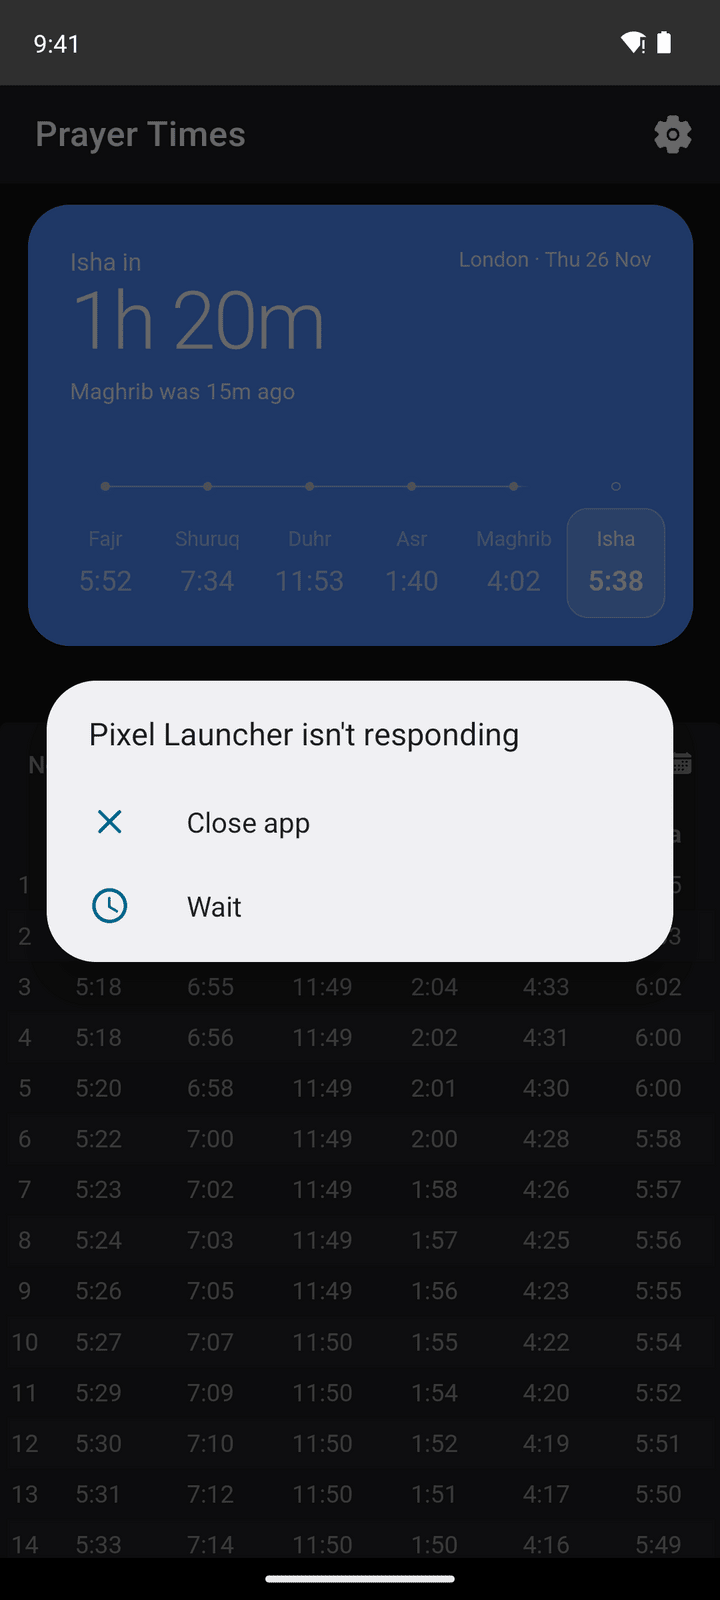 9:41
Prayer Times
Isha in
London · Thu 26 Nov
1h 20m
Maghrib was 15m ago
Fajr Shuruq Duhr Asr Maghrib Isha
5:52 7:34 11:53 1:40 4:02 5:38
Pixel Launcher isn't responding
Close app
Wait
1
2
3 5:18 6:55 11:49 2:04 4:33 6:02
4 5:18 6:56 11:49 2:02 4:31 6:00
5 5:20 6:58 11:49 2:01 4:30 6:00
6 5:22 7:00 11:49 2:00 4:28 5:58
7 5:23 7:02 11:49 1:58 4:26 5:57
8 5:24 7:03 11:49 1:57 4:25 5:56
9 5:26 7:05 11:49 1:56 4:23 5:55
10 5:27 7:07 11:50 1:55 4:22 5:54
11 5:29 7:09 11:50 1:54 4:20 5:52
12 5:30 7:10 11:50 1:52 4:19 5:51
13 5:31 7:12 11:50 1:51 4:17 5:50
14 5:33 7:14 11:50 1:50 4:16 5:49